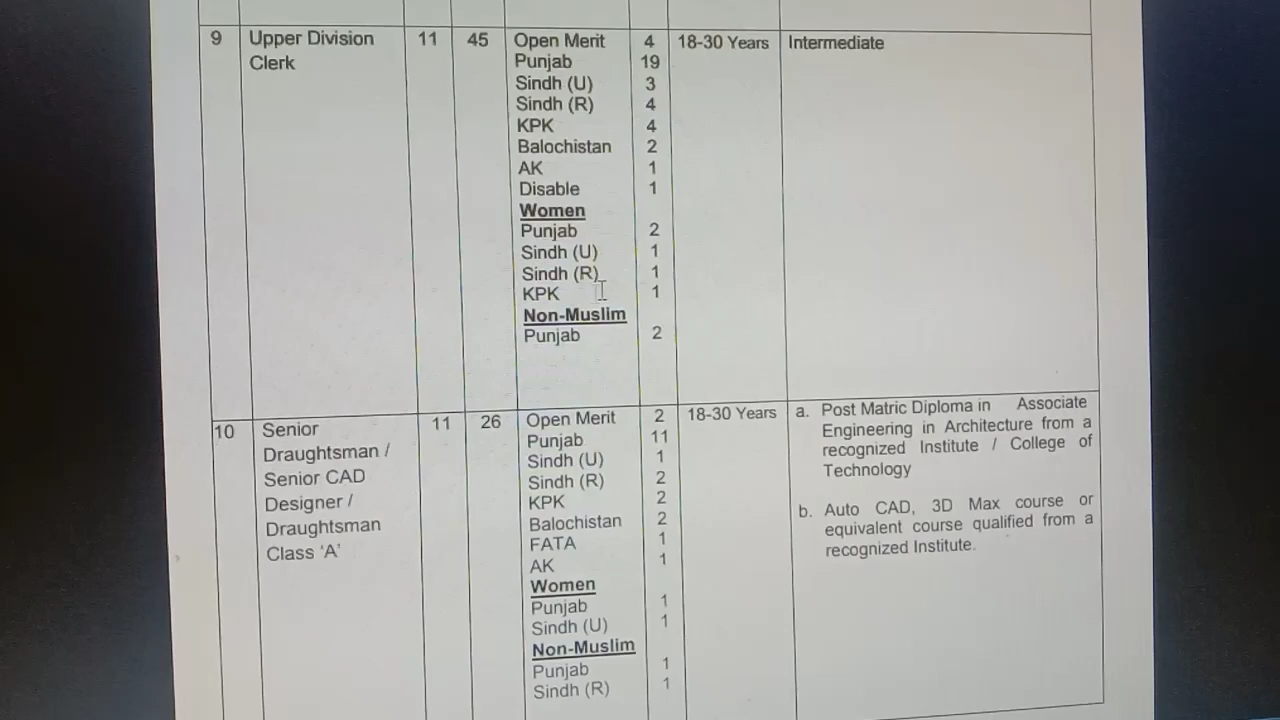 9 Upper Division Clerk 11 45 Open Merit 4 18-30 Years Intermediate
Punjab 19
Sindh (U) 3
Sindh (R) 4
KPK 4
Balochistan 2
AK 1
Disable 1
Women
Punjab 2
Sindh (U) 1
Sindh (R) 1
KPK 1
Non-Muslim
Punjab 2
10 Senior 11 26 Open Merit 2 18-30 Years a. Post Matric Diploma in Associate
Draughtsman / Punjab 11 Engineering in Architecture from a
Senior CAD Sindh (U) 1 recognized Institute / College of
Designer / Sindh (R) 2 Technology
Draughtsman KPK 2 b. Auto CAD, 3D Max course or
Class 'A' Balochistan 2 equivalent course qualified from a
FATA 1 recognized Institute.
AK 1
Women
Punjab 1
Sindh (U) 1
Non-Muslim
Punjab 1
Sindh (R) 1